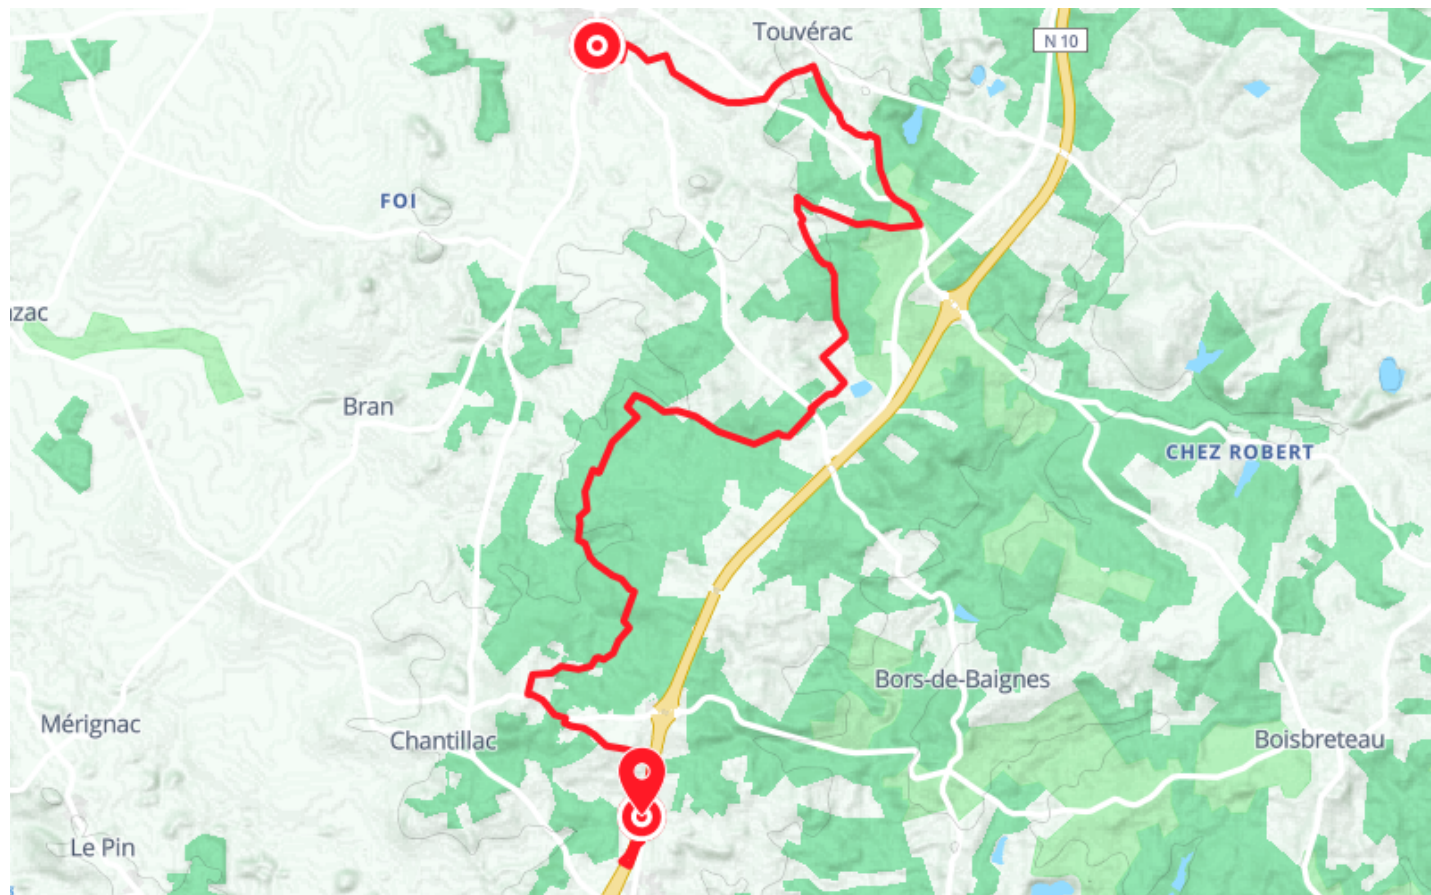 Touvérac
N 10
FOI
zac
Bran
CHEZ ROBERT
Bors-de-Baignes
Mérignac
Chantillac
Boisbreteau
Le Pin